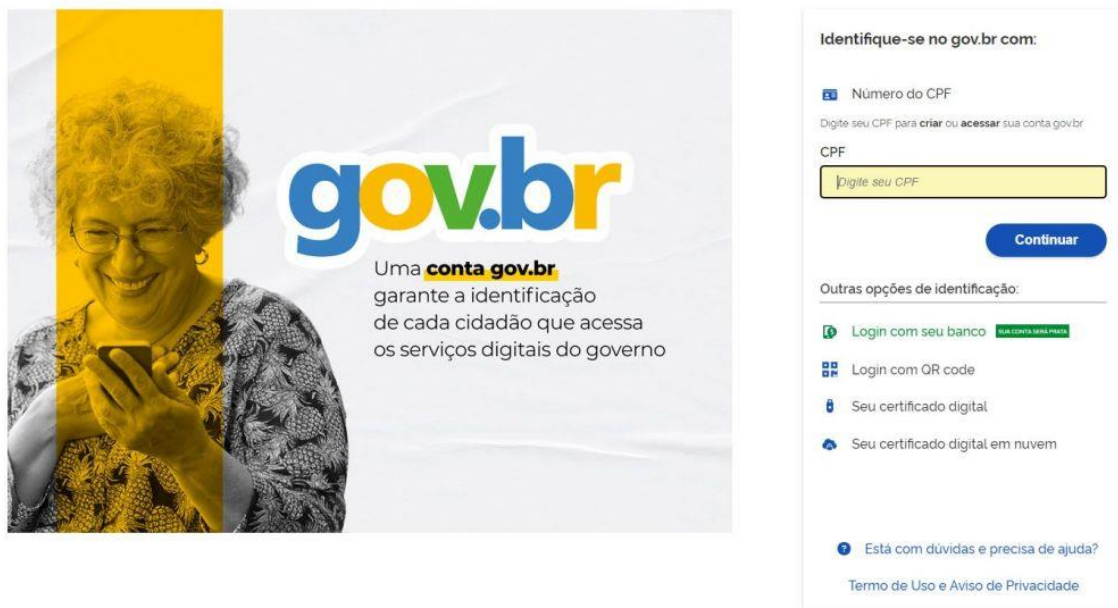 gov.br
Uma conta gov.br
garante a identificação
de cada cidadão que acessa
os serviços digitais do governo
Identifique-se no gov.br com:
Número do CPF
Digite seu CPF para criar ou acessar sua conta gov.br
CPF
Digite seu CPF
Continuar
Outras opções de identificação:
Login com seu banco SUA CONTA SERÁ PRATA
Login com QR code
Seu certificado digital
Seu certificado digital em nuvem
Está com dúvidas e precisa de ajuda?
Termo de Uso e Aviso de Privacidade